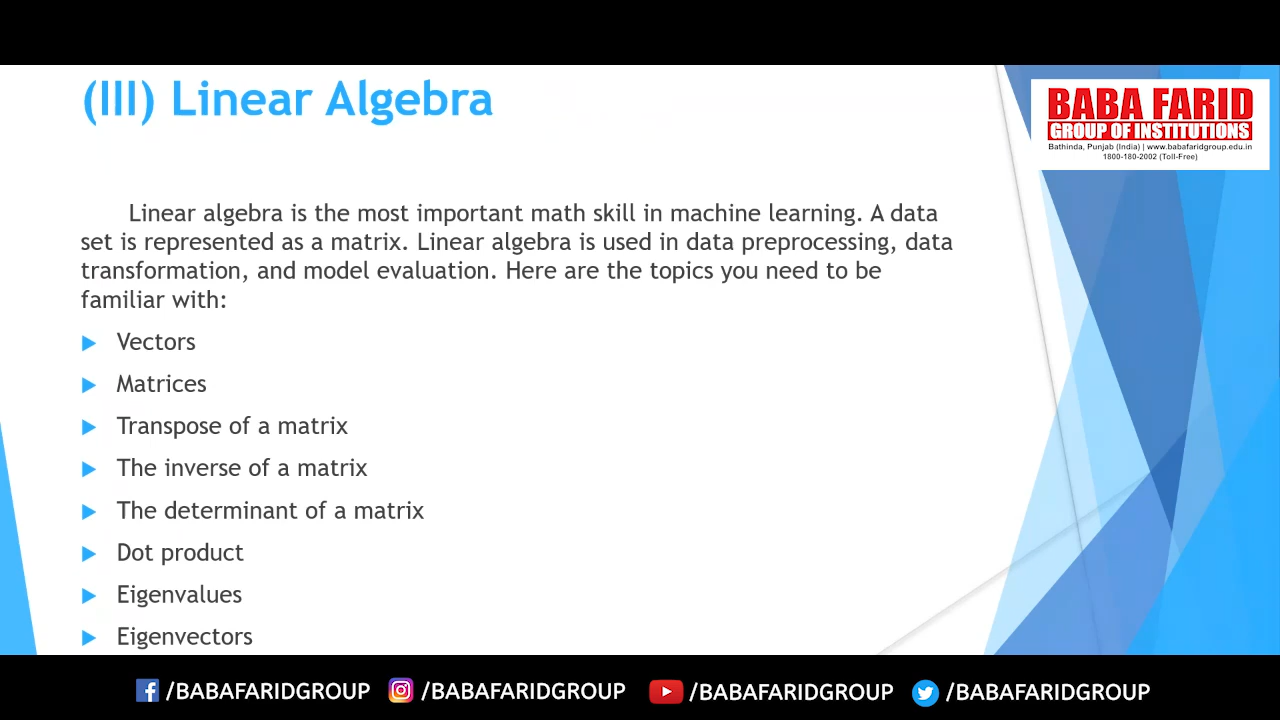 (III) Linear Algebra
BABA FARID
GROUP OF INSTITUTIONS
Bathinda, Punjab (India) | www.babafaridgroup.edu.in
1800-180-2002 (Toll-Free)
Linear algebra is the most important math skill in machine learning. A data
set is represented as a matrix. Linear algebra is used in data preprocessing, data
transformation, and model evaluation. Here are the topics you need to be
familiar with:
Vectors
Matrices
Transpose of a matrix
The inverse of a matrix
The determinant of a matrix
Dot product
Eigenvalues
Eigenvectors
/BABAFARIDGROUP /BABAFARIDGROUP /BABAFARIDGROUP /BABAFARIDGROUP